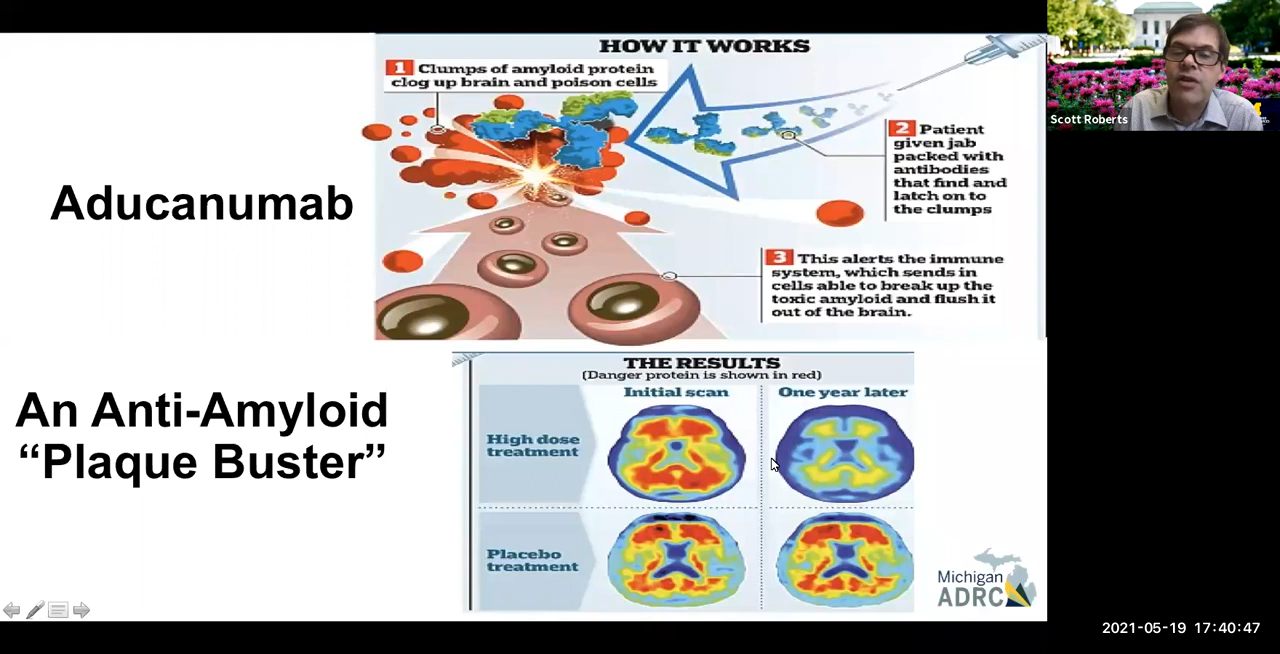 HOW IT WORKS
1 Clumps of amyloid protein
clog up brain and poison cells
2 Patient
given jab
packed with
antibodies
that find and
latch on to
the clumps
3 This alerts the immune
system, which sends in
cells able to break up the
toxic amyloid and flush it
out of the brain.
Aducanumab
An Anti-Amyloid
“Plaque Buster”
THE RESULTS
(Danger protein is shown in red)
Initial scan
One year later
High dose
treatment
Placebo
treatment
Michigan
ADRC
Scott Roberts
2021-05-19 17:40:47